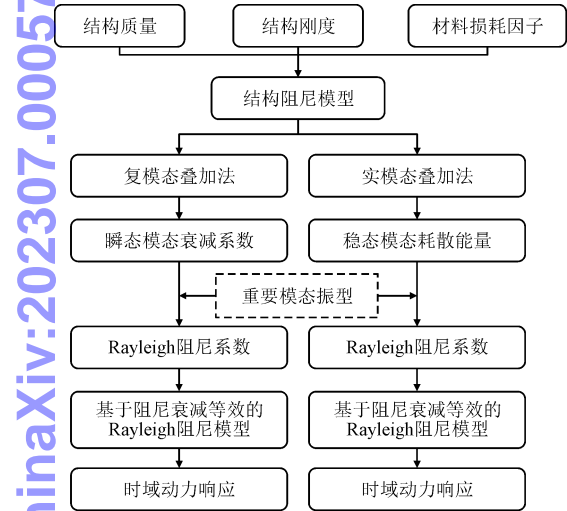 inaXiv:202307.00057
结构质量
结构刚度
材料损耗因子
结构阻尼模型
复模态叠加法
实模态叠加法
瞬态模态衰减系数
稳态模态耗散能量
重要模态振型
Rayleigh阻尼系数
Rayleigh阻尼系数
基于阻尼衰减等效的
Rayleigh阻尼模型
基于阻尼衰减等效的
Rayleigh阻尼模型
时域动力响应
时域动力响应